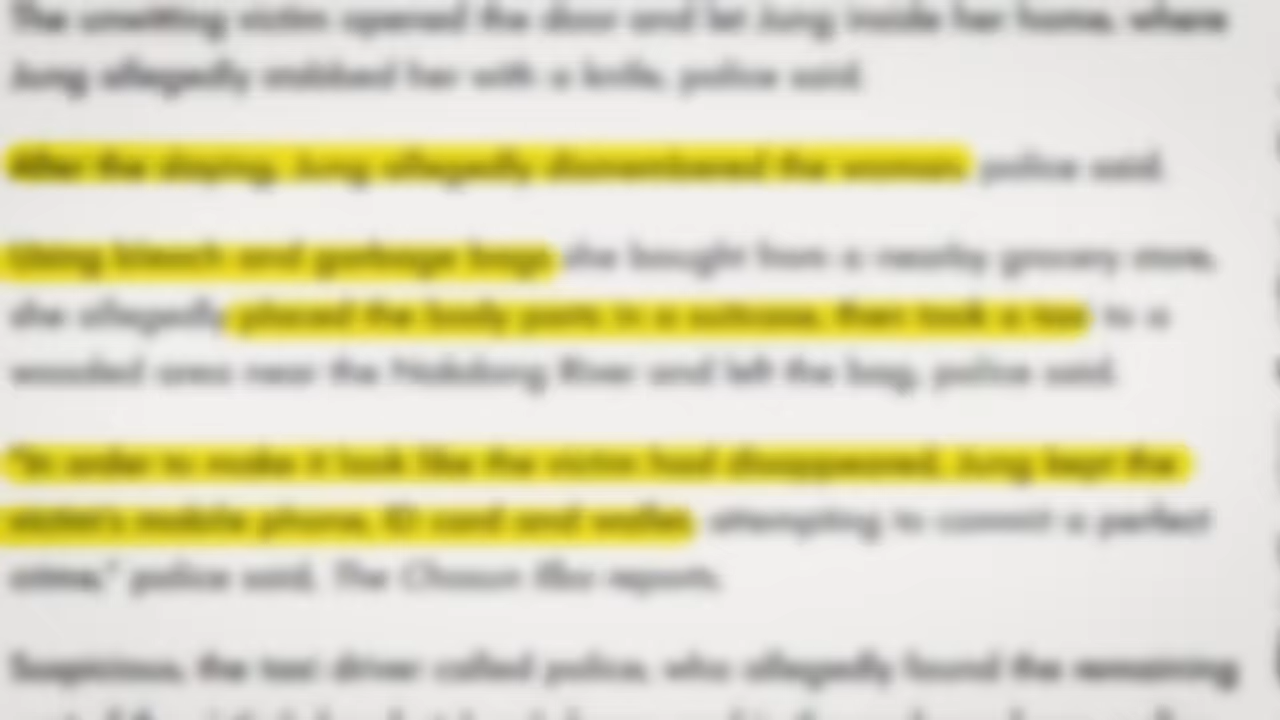 The unwitting victim opened the door and let Jung inside her home, where
Jung allegedly stabbed her with a knife, police said.
After the slaying, Jung allegedly dismembered the woman, police said.
Using bleach and garbage bags she bought from a nearby grocery store,
she allegedly placed the body parts in a suitcase, then took a taxi to a
wooded area near the Nakdong River and left the bag, police said.
"In order to make it look like the victim had disappeared, Jung kept the
victim's mobile phone, ID card and wallet, attempting to commit a perfect
crime," police said, The Chosun Ilbo reports.
Suspicious, the taxi driver called police, who allegedly found the remaining